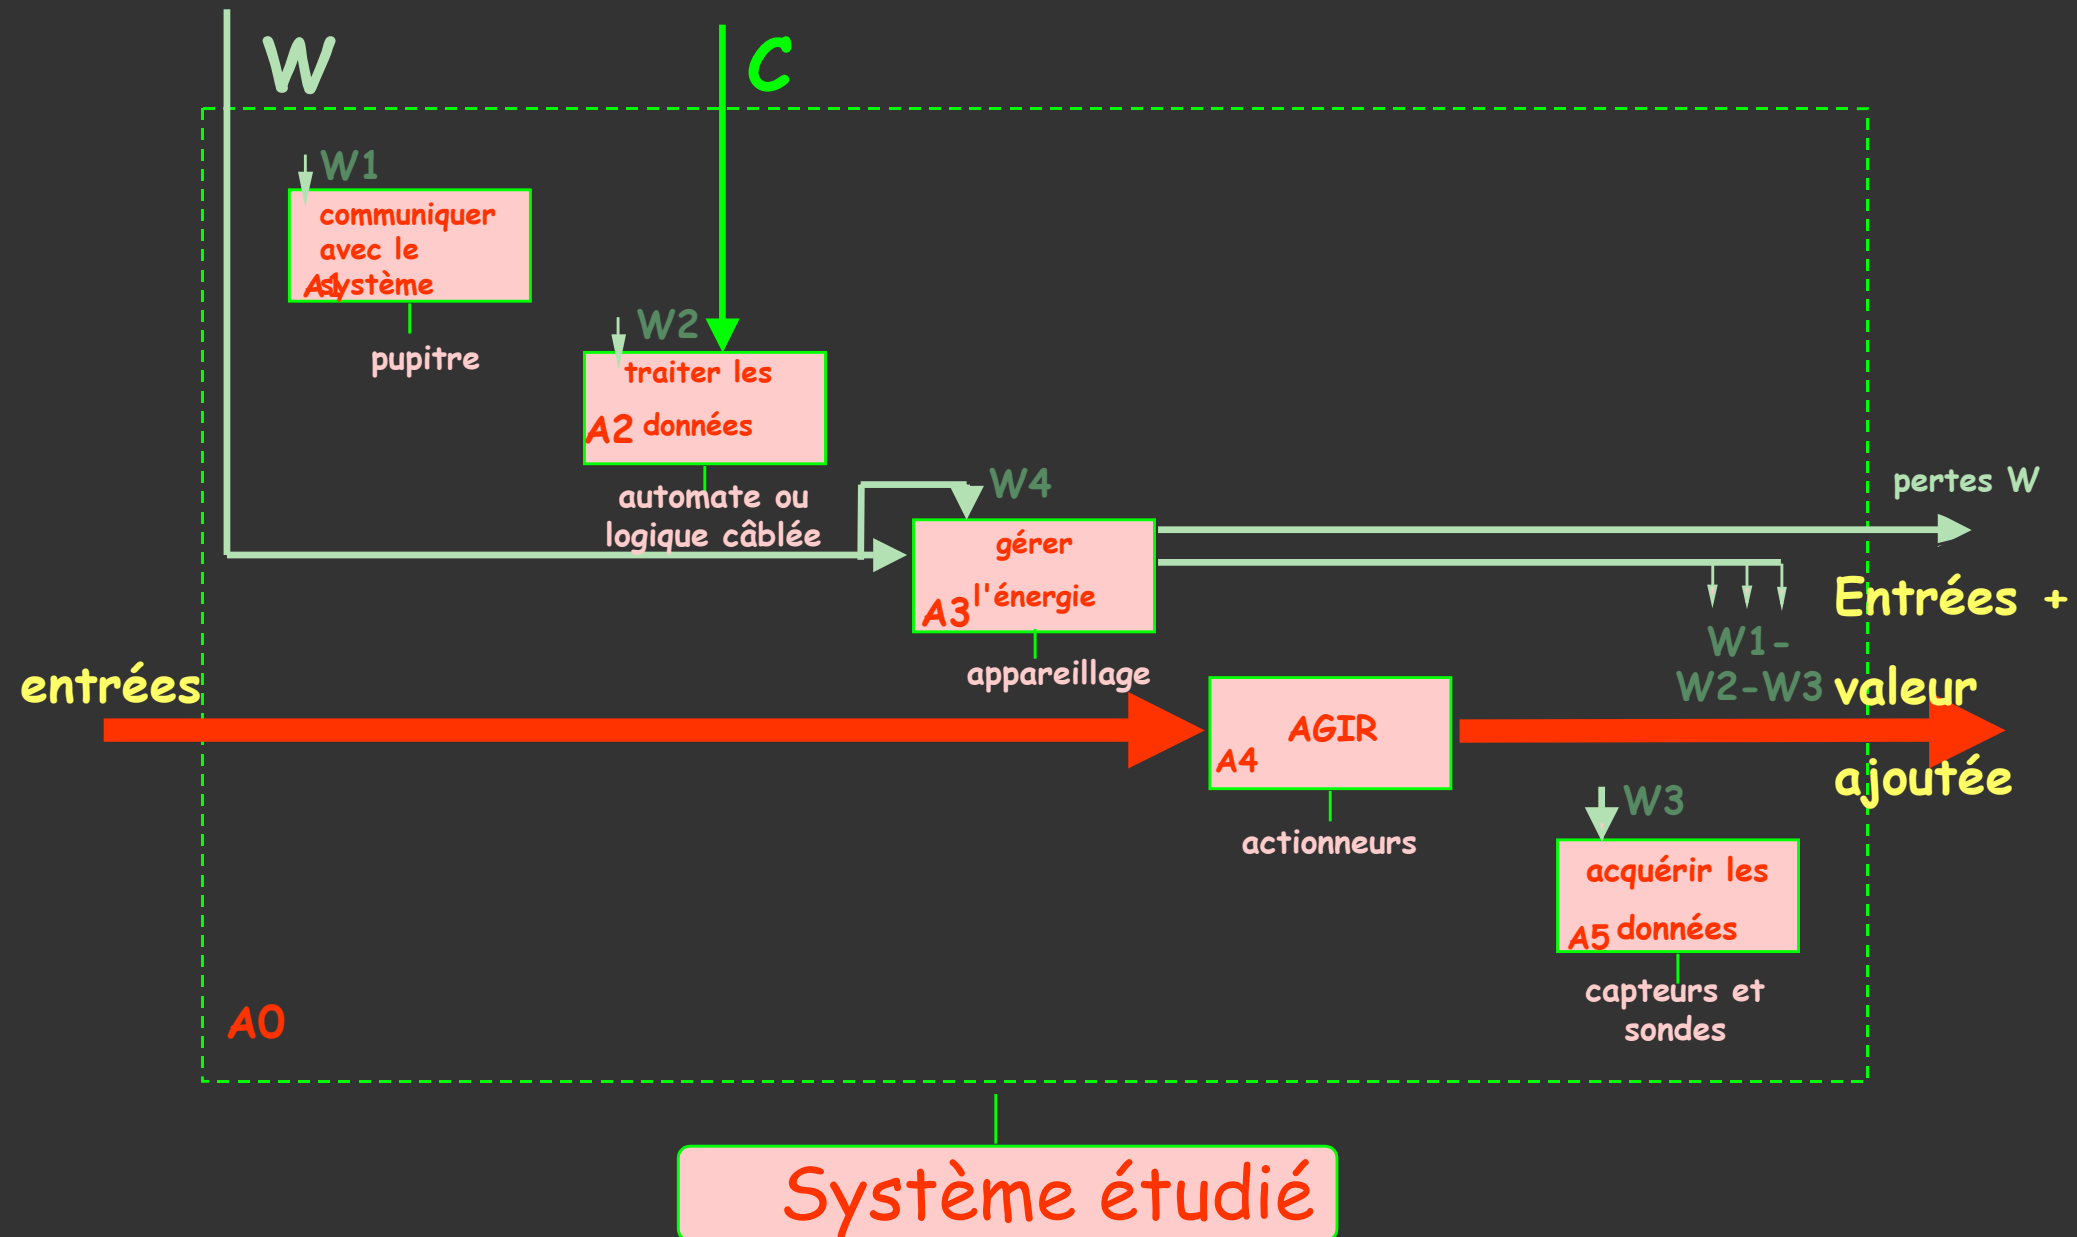 W
C
W1
communiquer
avec le
système
A1
pupitre
W2
traiter les
A2 données
automate ou
logique câblée
W4
pertes W
gérer
l'énergie
A3
appareillage
Entrées +
W1-
W2-W3
valeur
ajoutée
entrées
AGIR
A4
actionneurs
W3
acquérir les
A5 données
capteurs et
sondes
A0
Système étudié